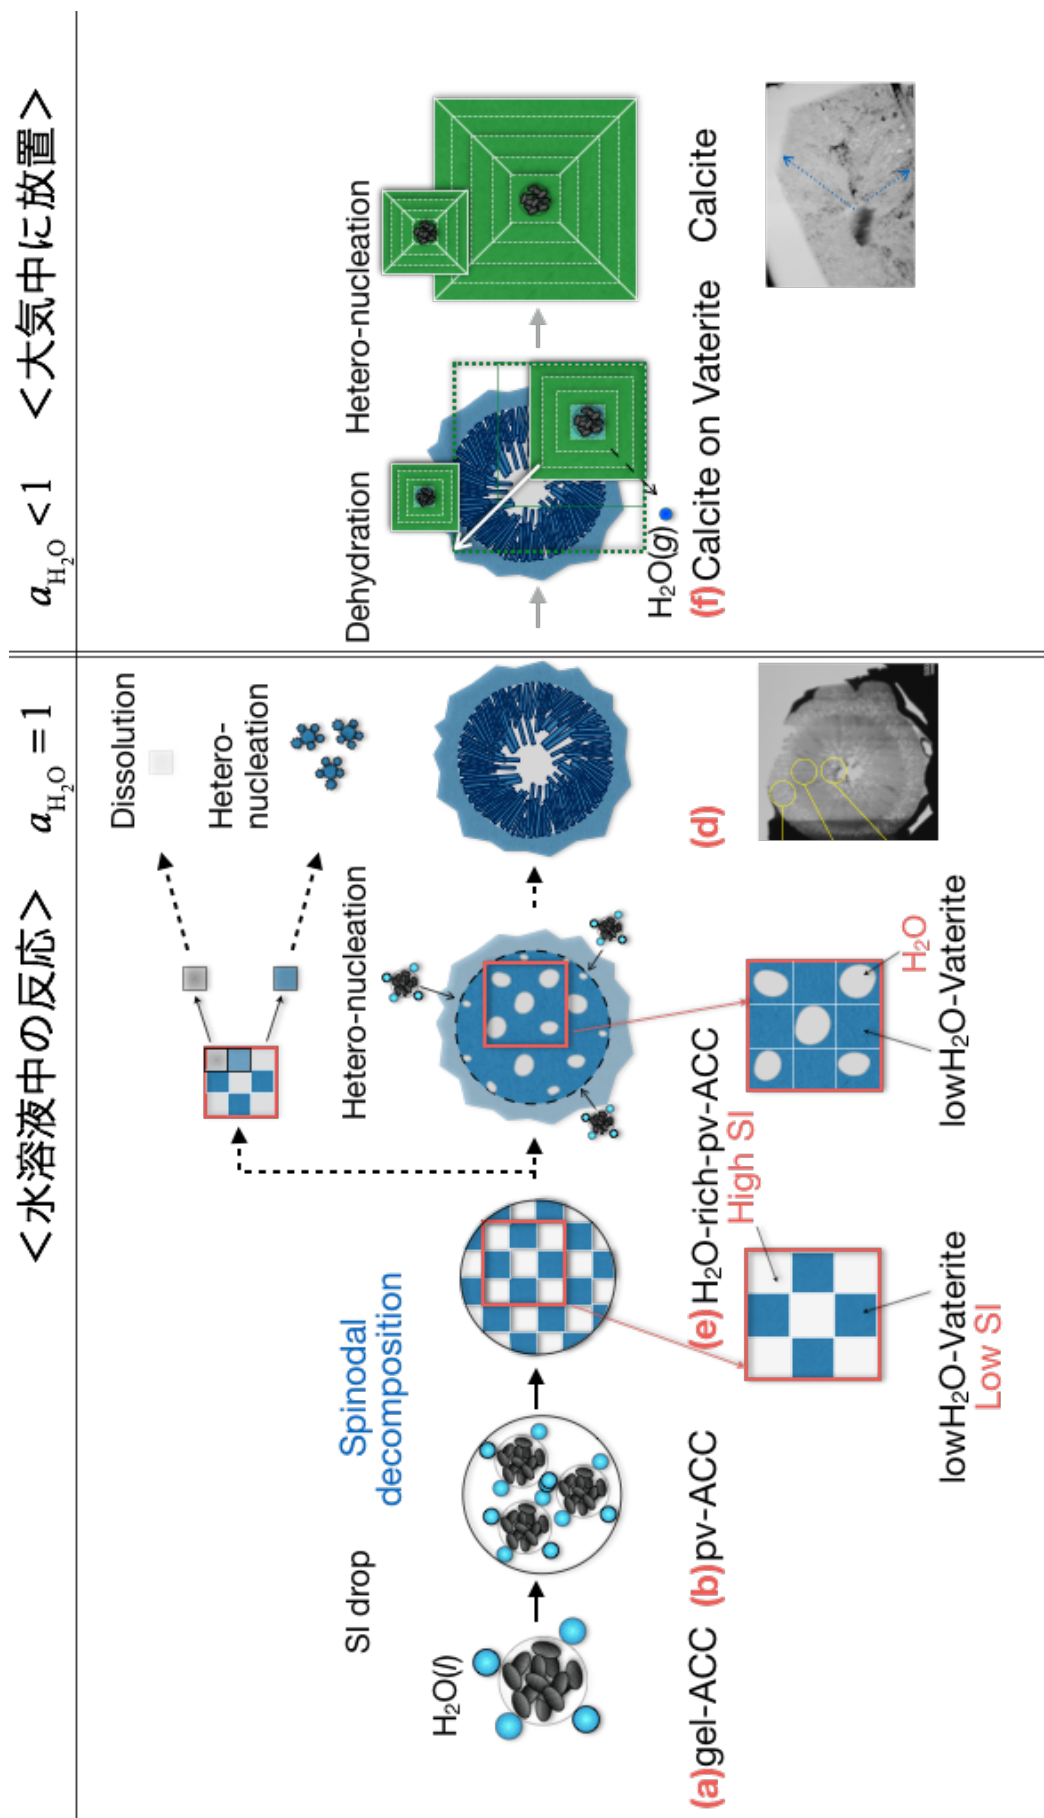 ＜水溶液中の反応＞ aH₂O = 1
aH₂O < 1 ＜大気中に放置＞
SI drop
Spinodal
decomposition
Hetero-nucleation
Dissolution
Hetero-
nucleation
Dehydration
Hetero-nucleation
H₂O(l)
H₂O(g)
(a)gel-ACC
(b)pv-ACC
(e)H₂O-rich-pv-ACC
High SI
lowH₂O-Vaterite
Low SI
H₂O
lowH₂O-Vaterite
(d)
(f)Calcite on Vaterite
Calcite